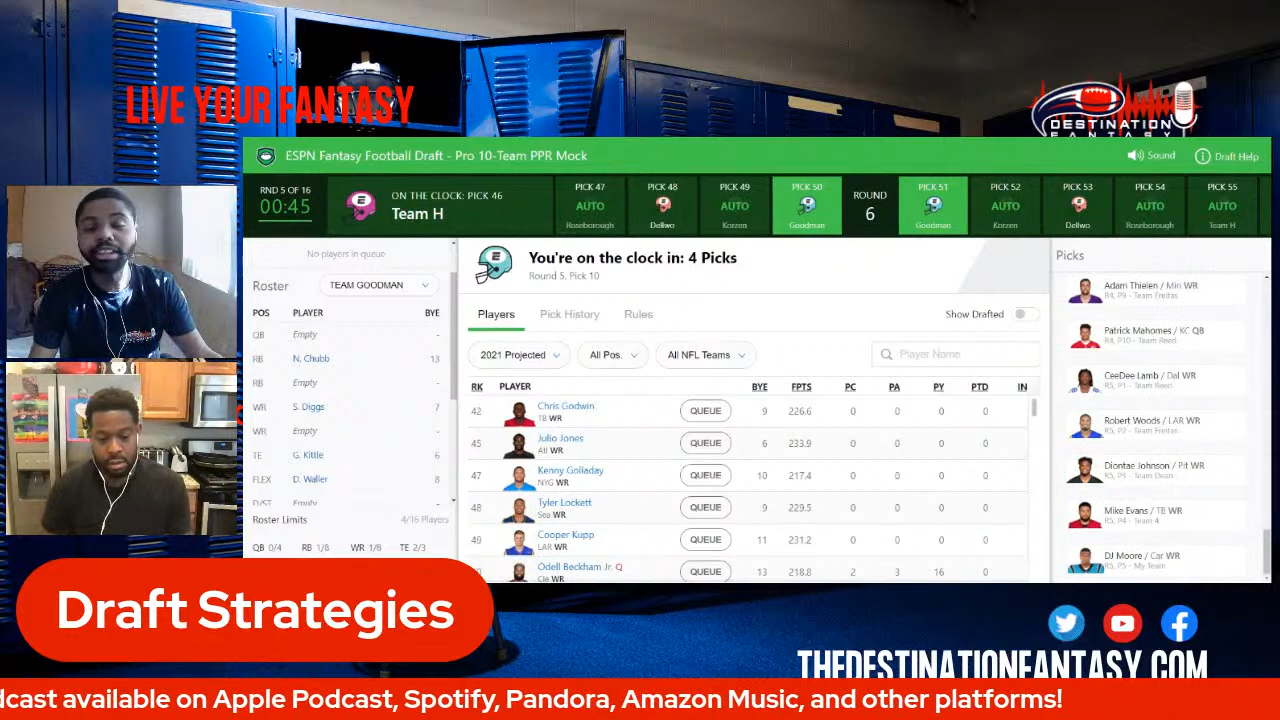 LIVE YOUR FANTASY
DESTINATION
FANTASY
ESPN Fantasy Football Draft - Pro 10-Team PPR Mock
Sound
Draft Help
RND 5 OF 16
00:45
ON THE CLOCK: PICK 46
Team H
PICK 47
AUTO
Roseborough
PICK 48
Dellwo
PICK 49
AUTO
Korzen
PICK 50
Goodman
ROUND
6
PICK 51
Goodman
PICK 52
AUTO
Korzen
PICK 53
Dellwo
PICK 54
AUTO
Roseborough
PICK 55
AUTO
Team H
No players in queue
Roster
TEAM GOODMAN
POS PLAYER BYE
QB Empty -
RB N. Chubb 13
RB Empty -
WR S. Diggs 7
WR Empty -
TE G. Kittle 6
FLEX D. Waller 8
D/ST Empty -
Roster Limits 4/16 Players
QB 0/4 RB 1/8 WR 1/8 TE 2/3
You're on the clock in: 4 Picks
Round 5, Pick 10
Players Pick History Rules
Show Drafted
2021 Projected All Pos. All NFL Teams
Player Name
RK PLAYER BYE FPTS PC PA PY PTD IN
42 Chris Godwin QUEUE 9 226.6 0 0 0 0
TB WR
45 Julio Jones QUEUE 6 233.9 0 0 0 0
Atl WR
47 Kenny Golladay QUEUE 10 217.4 0 0 0 0
NYG WR
48 Tyler Lockett QUEUE 9 229.5 0 0 0 0
Sea WR
49 Cooper Kupp QUEUE 11 231.2 0 0 0 0
LAR WR
Odell Beckham Jr. Q QUEUE 13 218.8 2 3 16 0
Cle WR
Picks
Adam Thielen / Min WR
R4, P9 - Team Freitas
Patrick Mahomes / KC QB
R4, P10 - Team Reed
CeeDee Lamb / Dal WR
R5, P1 - Team Reed
Robert Woods / LAR WR
R5, P2 - Team Freitas
Diontae Johnson / Pit WR
R5, P3 - Team Dean
Mike Evans / TB WR
R5, P4 - Team 4
DJ Moore / Car WR
R5, P5 - My Team
Draft Strategies
THEDESTINATIONFANTASY.COM
dcast available on Apple Podcast, Spotify, Pandora, Amazon Music, and other platforms!